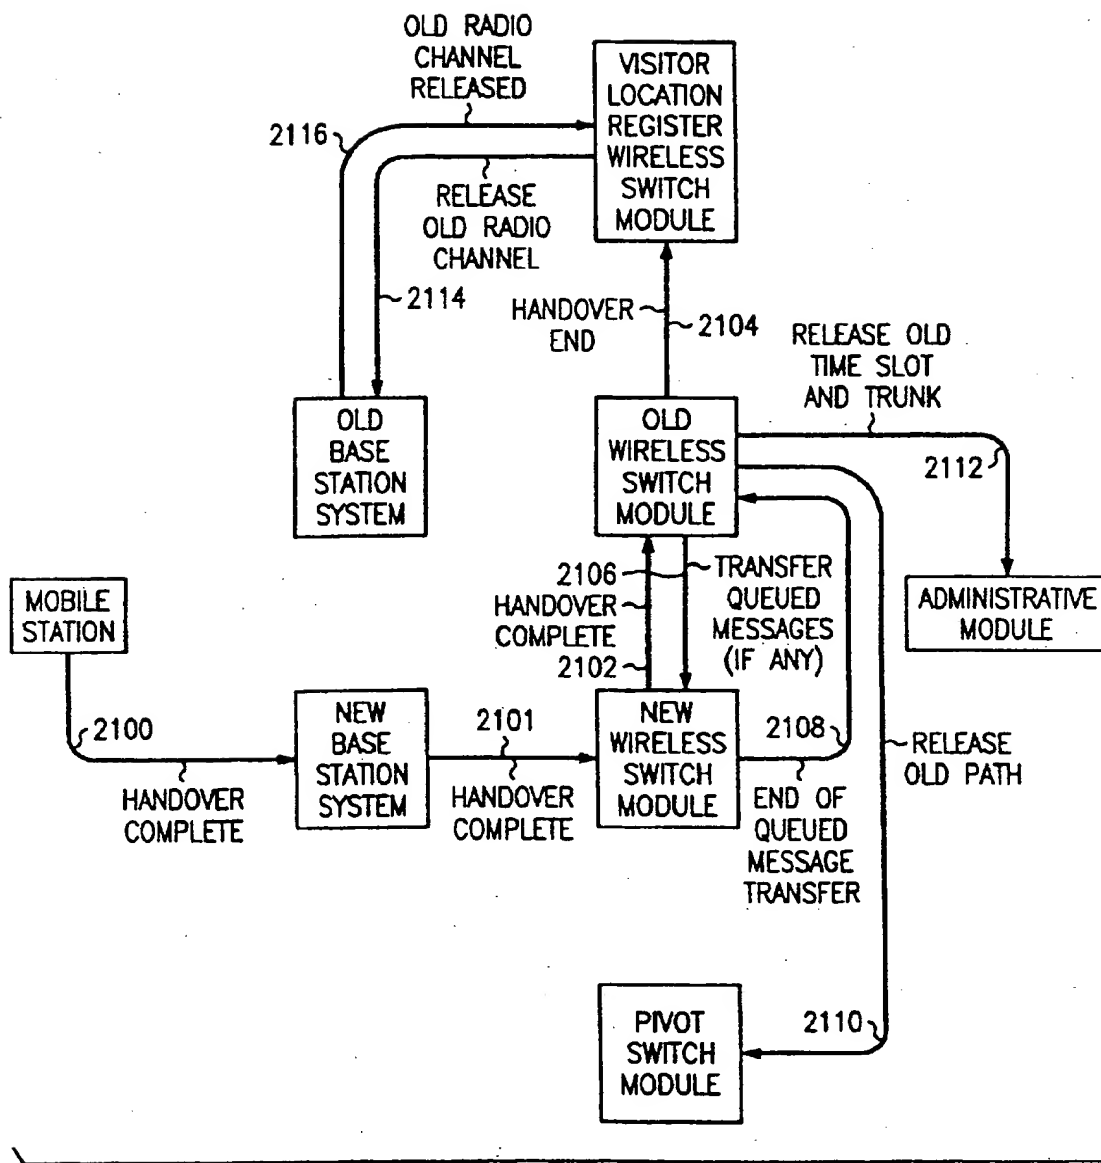 OLD RADIO
CHANNEL
RELEASED
2116
VISITOR
LOCATION
REGISTER
WIRELESS
SWITCH
MODULE
RELEASE
OLD RADIO
CHANNEL
2114
HANDOVER
END
2104
RELEASE OLD
TIME SLOT
AND TRUNK
2112
OLD
BASE
STATION
SYSTEM
OLD
WIRELESS
SWITCH
MODULE
ADMINISTRATIVE
MODULE
MOBILE
STATION
2106
HANDOVER
COMPLETE
2102
TRANSFER
QUEUED
MESSAGES
(IF ANY)
2100
HANDOVER
COMPLETE
NEW
BASE
STATION
SYSTEM
2101
HANDOVER
COMPLETE
NEW
WIRELESS
SWITCH
MODULE
2108
END OF
QUEUED
MESSAGE
TRANSFER
RELEASE
OLD PATH
PIVOT
SWITCH
MODULE
2110